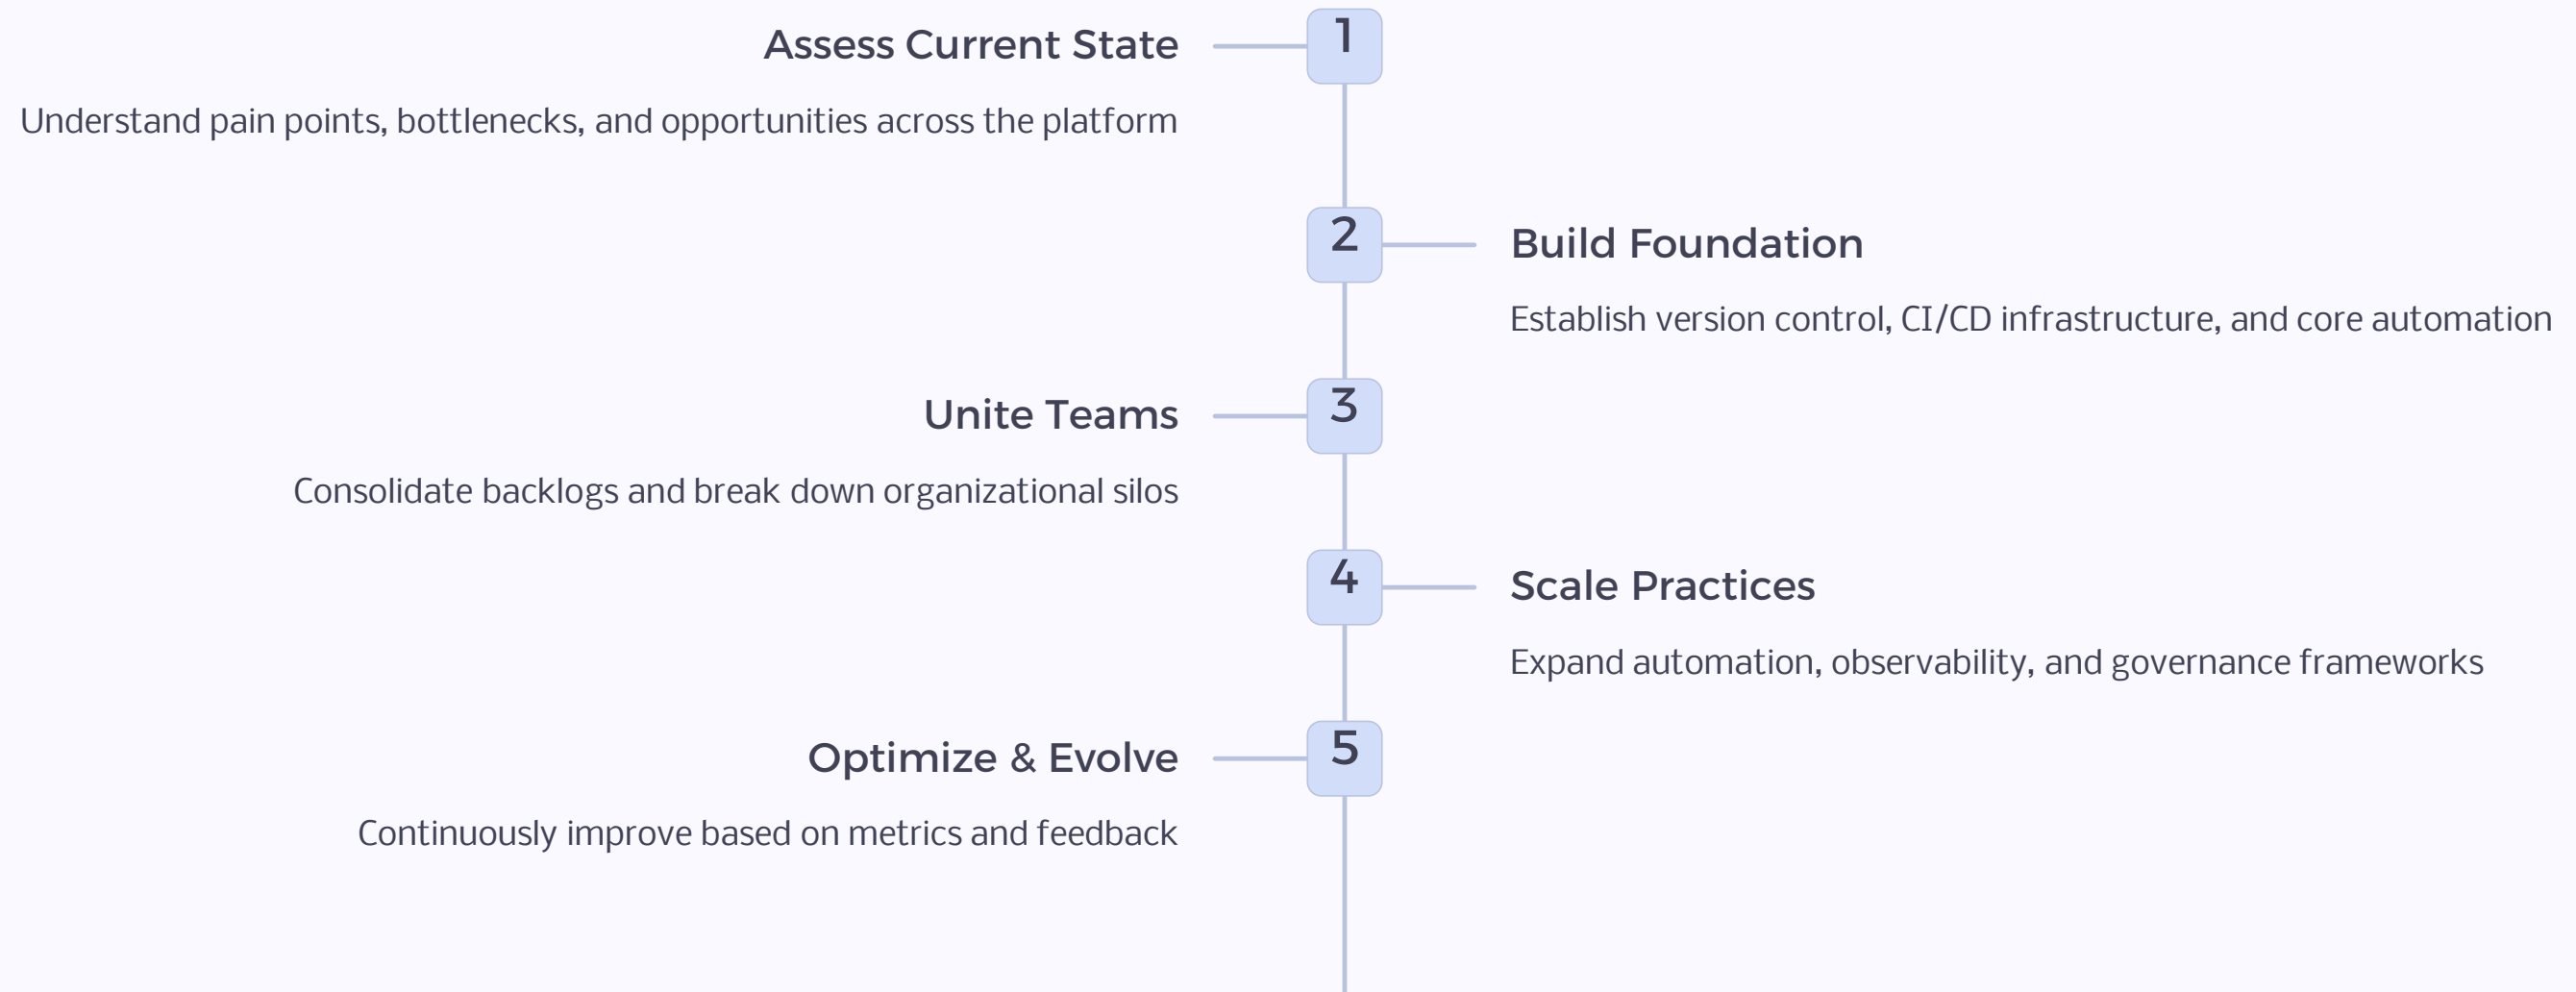 1
Assess Current State
Understand pain points, bottlenecks, and opportunities across the platform
2
Build Foundation
Establish version control, CI/CD infrastructure, and core automation
3
Unite Teams
Consolidate backlogs and break down organizational silos
4
Scale Practices
Expand automation, observability, and governance frameworks
5
Optimize & Evolve
Continuously improve based on metrics and feedback